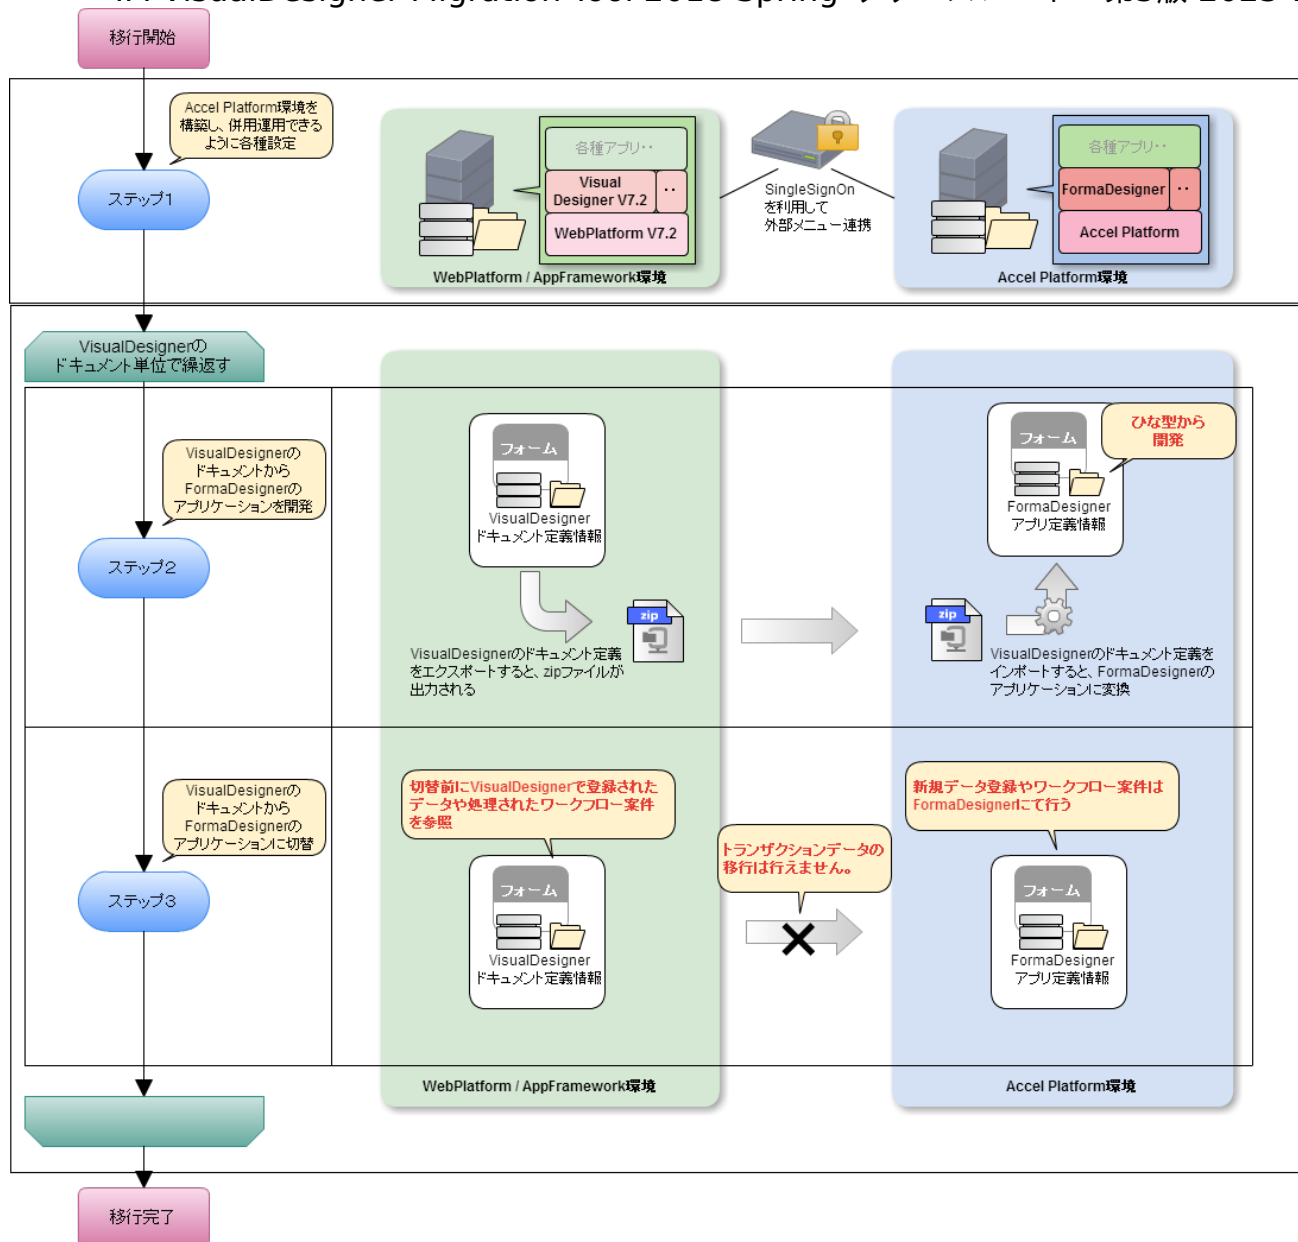 VisualDesigner Migration Tool 2013 Spring
移行開始
Accel Platform環境を
構築し、併用運用できる
ように各種設定
ステップ1
各種アプリ‥
Visual
Designer V7.2
‥
WebPlatform V7.2
WebPlatform / AppFramework環境
SingleSignOn
を利用して
外部メニュー連携
各種アプリ‥
FormaDesigner
‥
Accel Platform
Accel Platform環境
VisualDesignerの
ドキュメント単位で繰返す
VisualDesignerの
ドキュメントから
FormaDesignerの
アプリケーションを開発
ステップ2
フォーム
VisualDesigner
ドキュメント定義情報
zip
VisualDesignerのドキュメント定義
をエクスポートすると、zipファイルが
出力される
ひな型から
開発
フォーム
FormaDesigner
アプリ定義情報
zip
VisualDesignerのドキュメント定義を
インポートすると、FormaDesignerの
アプリケーションに変換
VisualDesignerの
ドキュメントから
FormaDesignerの
アプリケーションに切替
ステップ3
切替前にVisualDesignerで登録された
データや処理されたワークフロー案件
を参照
フォーム
VisualDesigner
ドキュメント定義情報
トランザクションデータの
移行は行えません。
新規データ登録やワークフロー案件は
FormaDesignerにて行う
フォーム
FormaDesigner
アプリ定義情報
WebPlatform / AppFramework環境
Accel Platform環境
移行完了